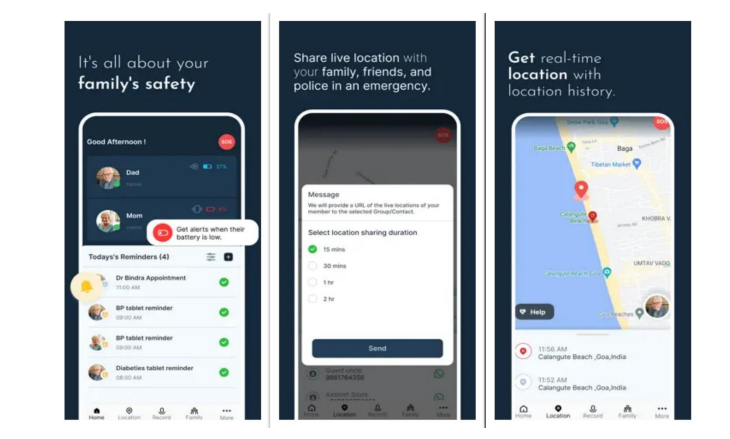 It's all about your
family's safety
Good Afternoon !
SOS
Dad
37%
Mom
Get alerts when their
battery is low.
Todays's Reminders (4)
Dr Bindra Appointment
11:00 AM
BP tablet reminder
09:00 AM
BP tablet reminder
09:00 AM
Diabeties tablet reminder
08:00 AM
Home
Location
Record
Family
More
Share live location with
your family, friends, and
police in an emergency.
SOS
Message
We will provide a URL of the live locations of your
member to the selected Group/Contact.
Select location sharing duration
15 mins
30 mins
1 hr
2 hr
Send
Home
Location
Record
Family
More
Get real-time
location with
location history.
SOS
Snow Park Goa
Baga Beach
Baga
Tibetan Market
Calangute
Beach
KHOBRA V.
UMTAV VADO
Goa Beaches
Help
11:56 AM
Calangute Beach ,Goa,India
11:52 AM
Calangute Beach ,Goa,India
Home
Location
Record
Family
More